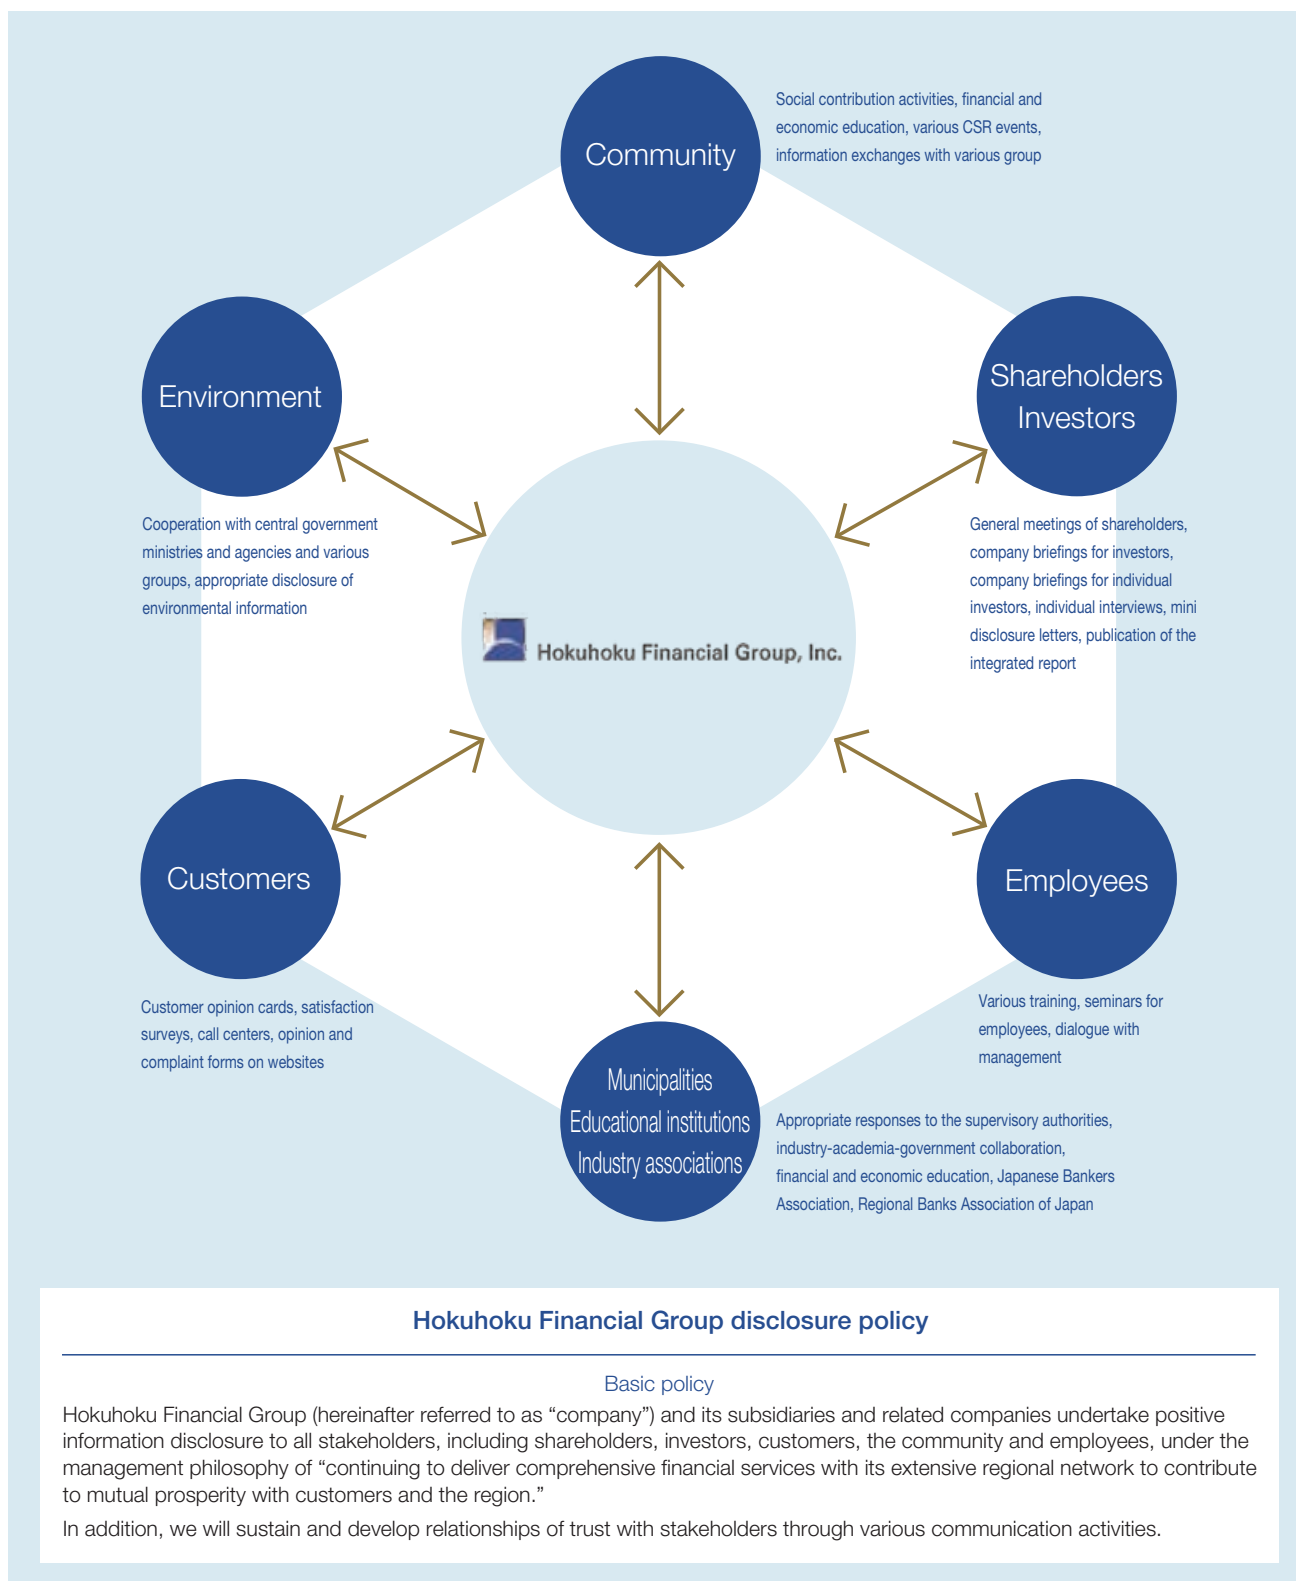 Community
Social contribution activities, financial and
economic education, various CSR events,
information exchanges with various group
Environment
Cooperation with central government
ministries and agencies and various
groups, appropriate disclosure of
environmental information
Shareholders
Investors
General meetings of shareholders,
company briefings for investors,
company briefings for individual
investors, individual interviews, mini
disclosure letters, publication of the
integrated report
Hokuhoku Financial Group, Inc.
Customers
Customer opinion cards, satisfaction
surveys, call centers, opinion and
complaint forms on websites
Employees
Various training, seminars for
employees, dialogue with
management
Municipalities
Educational institutions
Industry associations
Appropriate responses to the supervisory authorities,
industry-academia-government collaboration,
financial and economic education, Japanese Bankers
Association, Regional Banks Association of Japan
Hokuhoku Financial Group disclosure policy
Basic policy
Hokuhoku Financial Group (hereinafter referred to as “company”) and its subsidiaries and related companies undertake positive
information disclosure to all stakeholders, including shareholders, investors, customers, the community and employees, under the
management philosophy of “continuing to deliver comprehensive financial services with its extensive regional network to contribute
to mutual prosperity with customers and the region.”
In addition, we will sustain and develop relationships of trust with stakeholders through various communication activities.